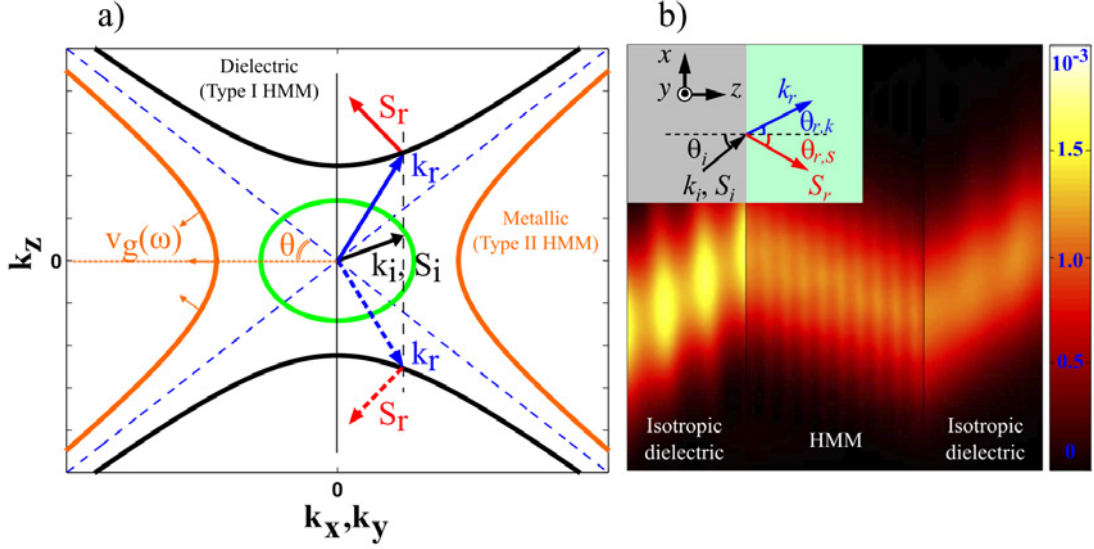 a)
Dielectric
(Type I HMM)
S_r
k_r
v_g(ω)
θ
k_i, S_i
Metallic
(Type II HMM)
k_r
S_r
k_z
0
0
k_x,k_y
b)
x
y
z
k_r
θ_r,k
θ_i
θ_r,s
k_i, S_i
S_r
Isotropic
dielectric
HMM
Isotropic
dielectric
10^-3
1.5
1.0
0.5
0